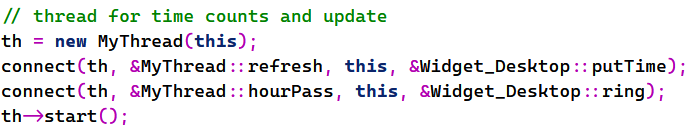 // thread for time counts and update
th = new MyThread(this);
connect(th, &MyThread::refresh, this, &Widget_Desktop::putTime);
connect(th, &MyThread::hourPass, this, &Widget_Desktop::ring);
th->start();